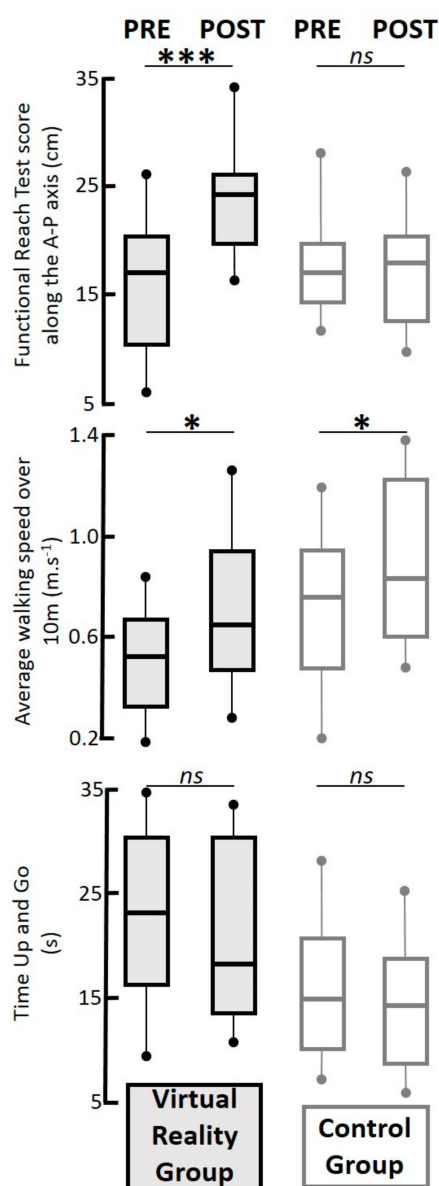 PRE POST PRE POST
*** ns
Functional Reach Test score
along the A-P axis (cm)
35
25
15
5
* *
Average walking speed over
10m (m.s⁻¹)
1.4
1.0
0.6
0.2
ns ns
Time Up and Go
(s)
35
25
15
5
Virtual
Reality
Group
Control
Group